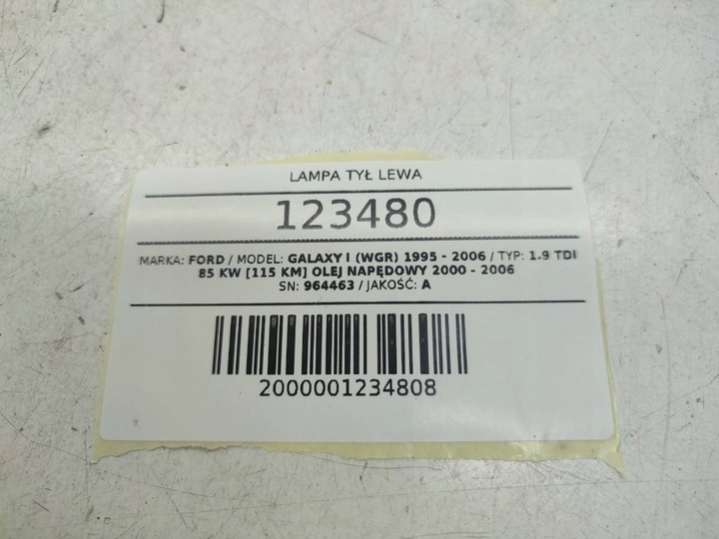 LAMPA TYŁ LEWA
123480
MARKA: FORD / MODEL: GALAXY I (WGR) 1995 - 2006 / TYP: 1.9 TDI
85 KW [115 KM] OLEJ NAPĘDOWY 2000 - 2006
SN: 964463 / JAKOŚĆ: A
2000001234808